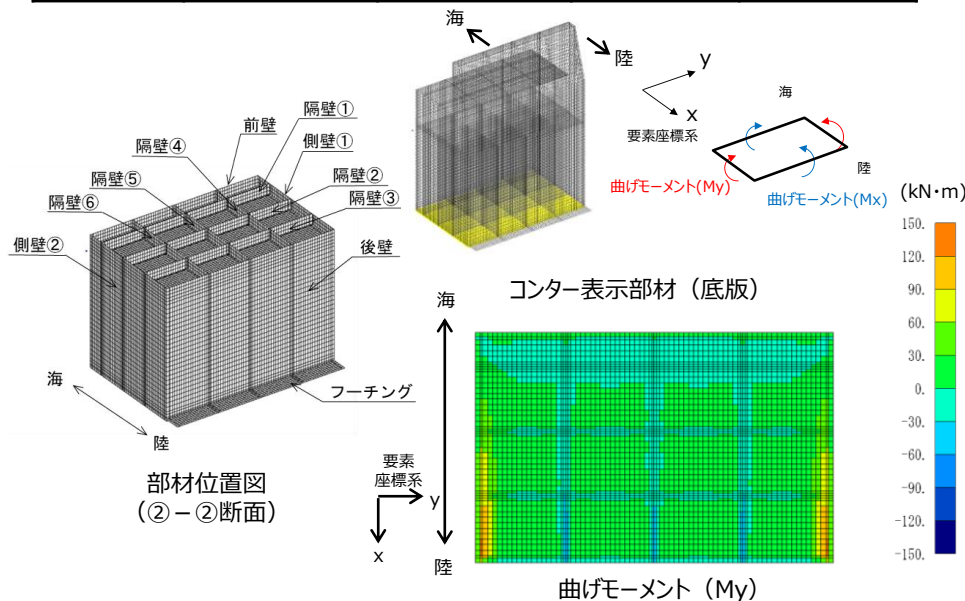 海
陸
y
x
要素座標系
海
陸
曲げモーメント(My)
曲げモーメント(Mx)
(kN・m)
隔壁①
前壁
側壁①
隔壁④
隔壁②
隔壁⑤
隔壁③
隔壁⑥
側壁②
後壁
フーチング
海
陸
部材位置図
(②-②断面)
コンター表示部材(底版)
海
陸
要素
座標系
y
x
曲げモーメント(My)
150.
120.
90.
60.
30.
0.
-30.
-60.
-90.
-120.
-150.